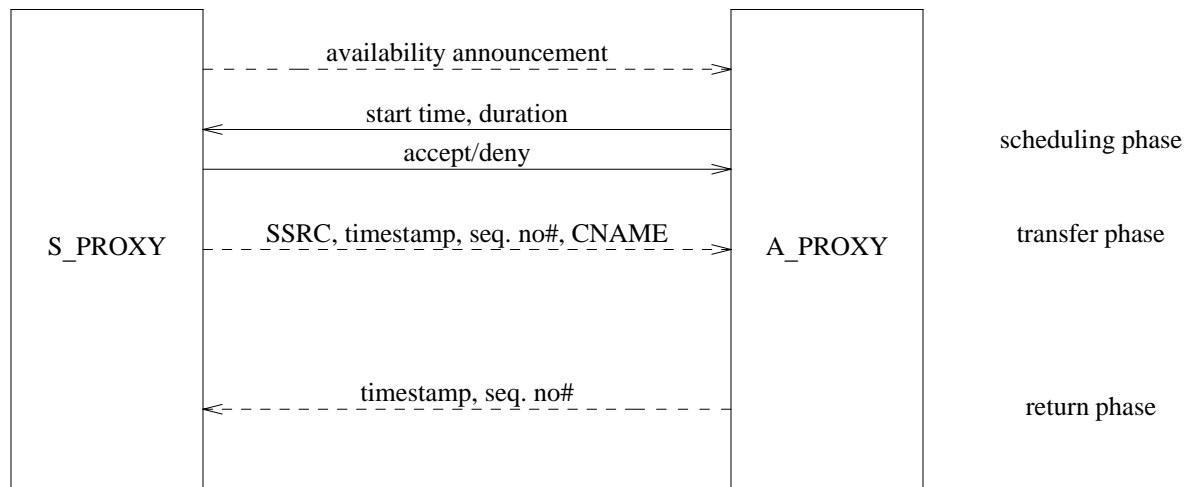 availability announcement
start time, duration
scheduling phase
accept/deny
S_PROXY
SSRC, timestamp, seq. no#, CNAME
A_PROXY
transfer phase
timestamp, seq. no#
return phase